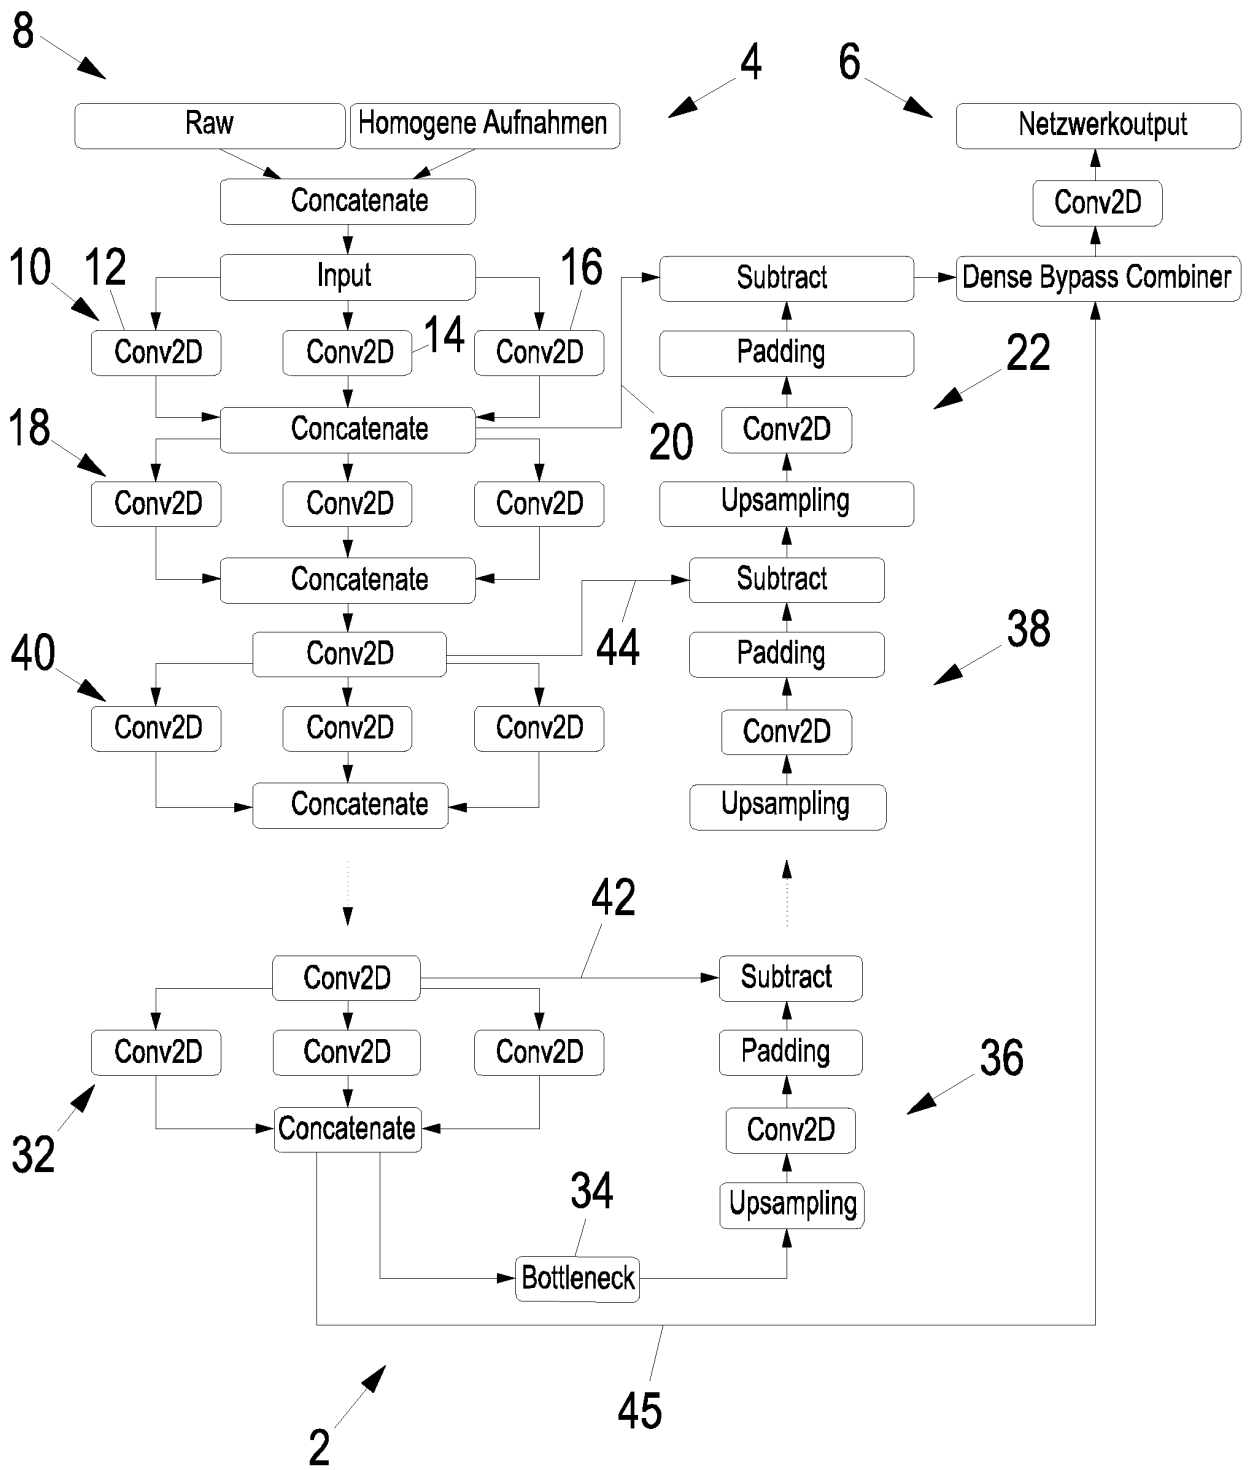 8
4
6
Raw
Homogene Aufnahmen
Netzwerkoutput
Concatenate
Conv2D
10
12
Input
16
Subtract
Dense Bypass Combiner
Conv2D
Conv2D
14
Conv2D
Padding
22
18
Concatenate
20
Conv2D
Conv2D
Conv2D
Conv2D
Upsampling
Concatenate
Subtract
40
Conv2D
44
Padding
38
Conv2D
Conv2D
Conv2D
Conv2D
Concatenate
Upsampling
42
Conv2D
Subtract
Conv2D
Conv2D
Conv2D
Padding
36
32
Concatenate
Conv2D
34
Upsampling
Bottleneck
2
45